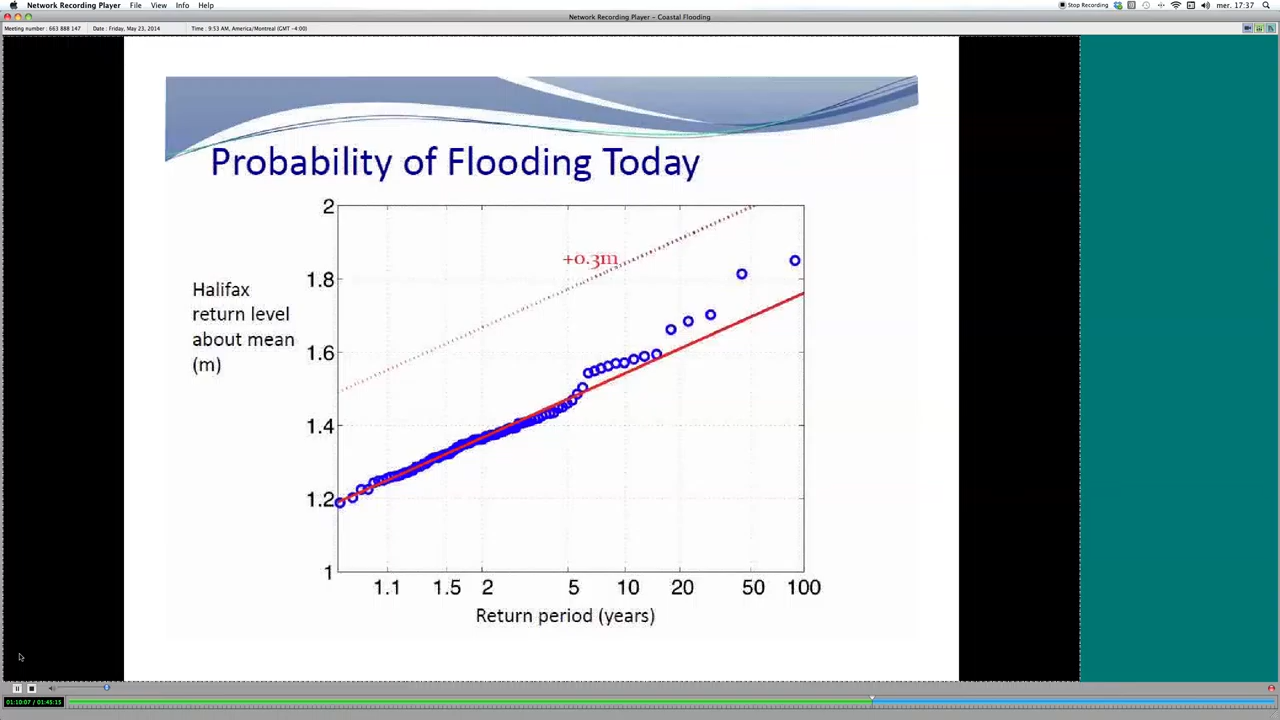 Network Recording Player File View Info Help
Stop Recording mer. 17:37
Network Recording Player - Coastal Flooding
Meeting number : 663 888 147 Date : Friday, May 23, 2014 Time : 9:53 AM, America/Montreal (GMT -4:00)
Probability of Flooding Today
2
+0.3m
1.8
Halifax
return level
about mean
(m)
1.6
1.4
1.2
1
1.1 1.5 2 5 10 20 50 100
Return period (years)
01:10:07 / 01:45:15